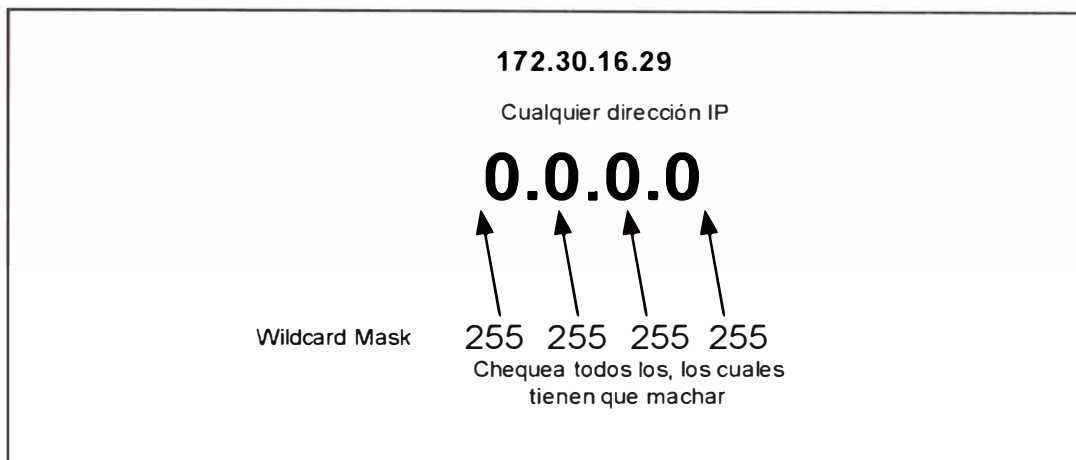 172.30.16.29
Cualquier dirección IP
0.0.0.0
Wildcard Mask 255 255 255 255
Chequea todos los, los cuales
tienen que machar